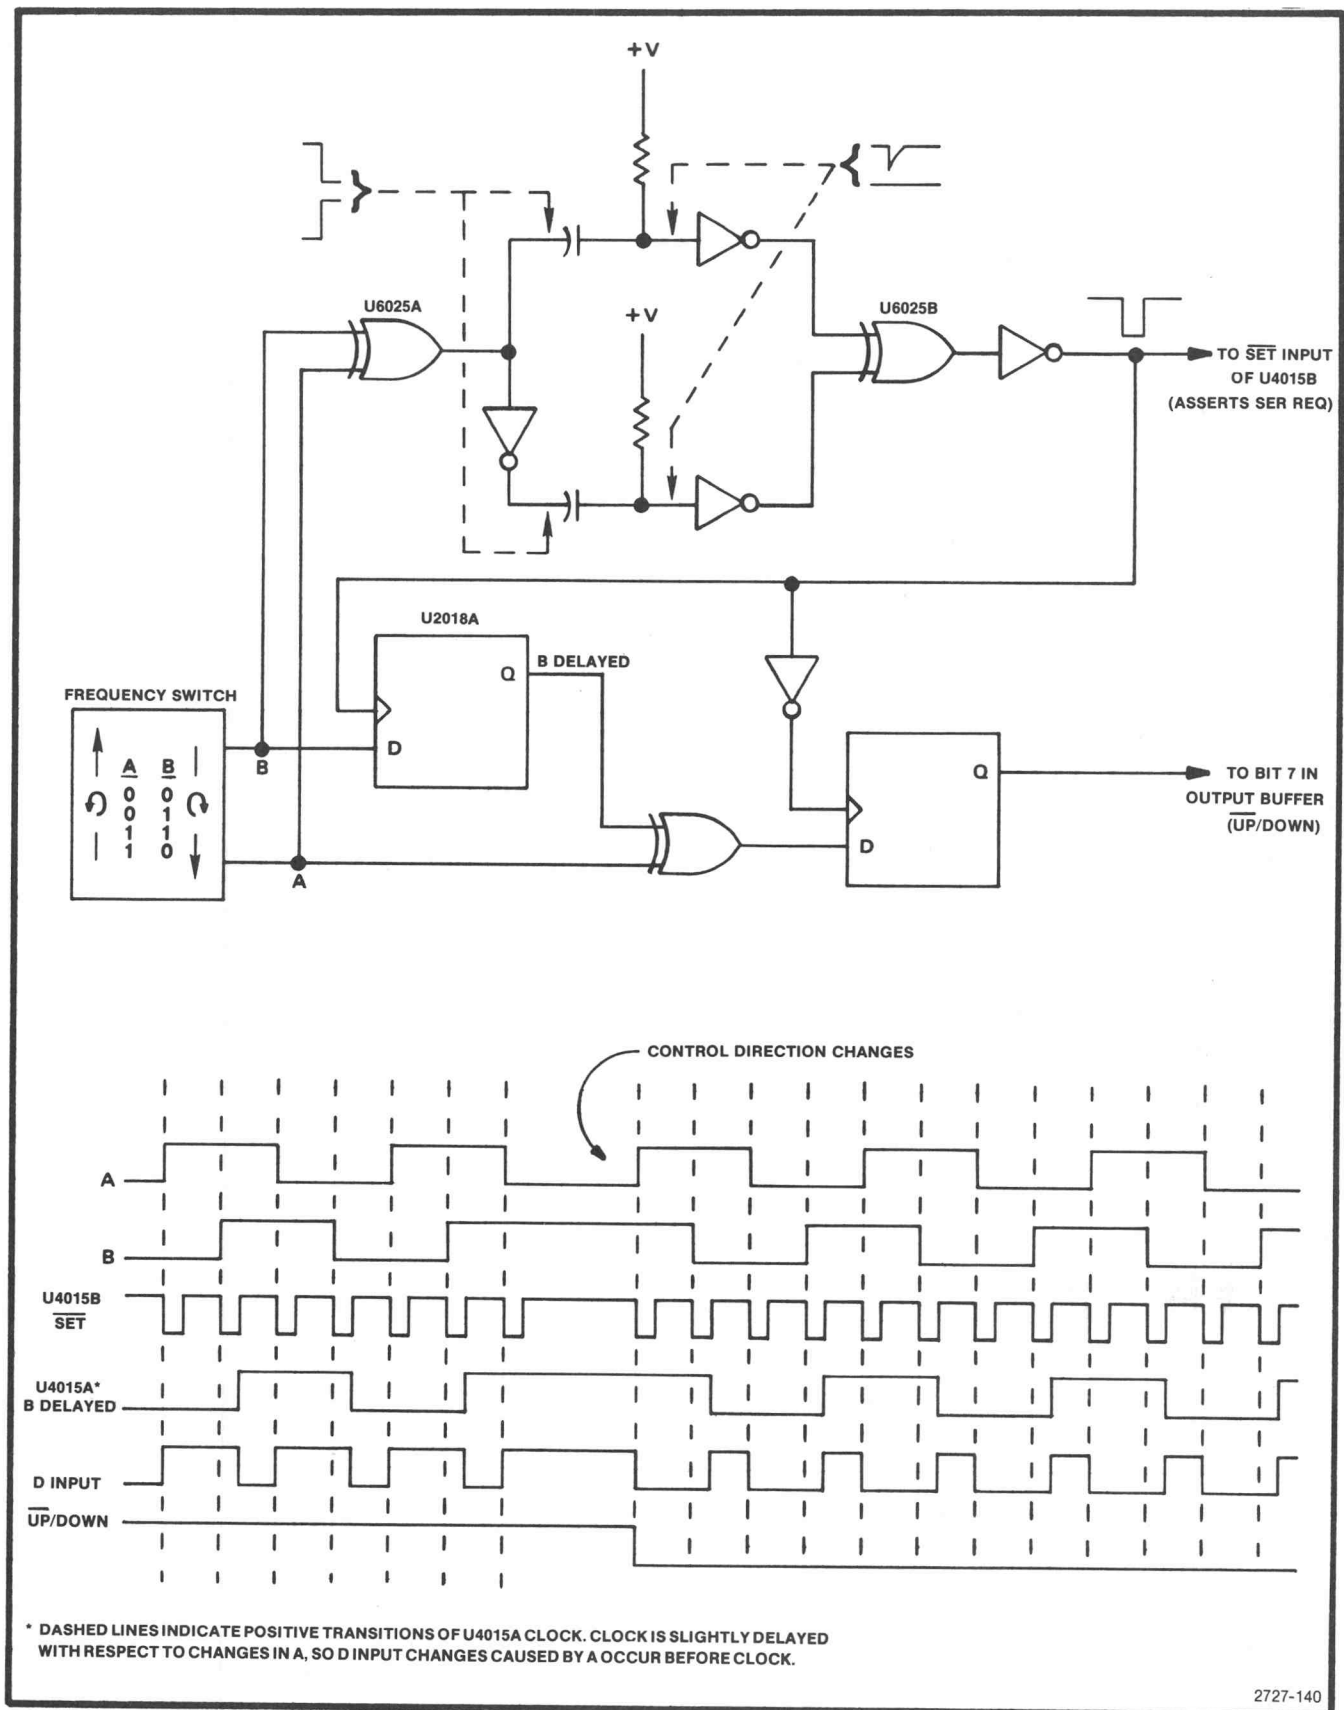 +V
U6025A
+V
U6025B
TO SET INPUT
OF U4015B
(ASSERTS SER REQ)
U2018A
Q
B DELAYED
D
FREQUENCY SWITCH
A B
0 0
0 1
1 1
1 0
B
A
Q
D
TO BIT 7 IN
OUTPUT BUFFER
(UP/DOWN)
CONTROL DIRECTION CHANGES
A
B
U4015B
SET
U4015A*
B DELAYED
D INPUT
UP/DOWN
* DASHED LINES INDICATE POSITIVE TRANSITIONS OF U4015A CLOCK. CLOCK IS SLIGHTLY DELAYED
WITH RESPECT TO CHANGES IN A, SO D INPUT CHANGES CAUSED BY A OCCUR BEFORE CLOCK.
2727-140